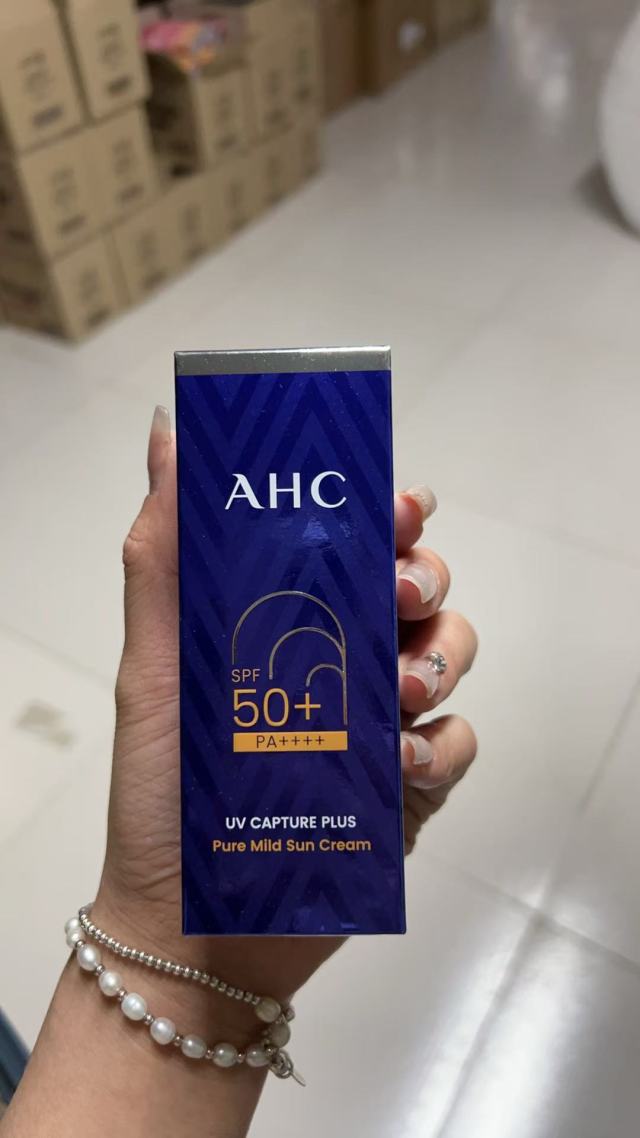 AHC
SPF
50+
PA++++
UV CAPTURE PLUS
Pure Mild Sun Cream